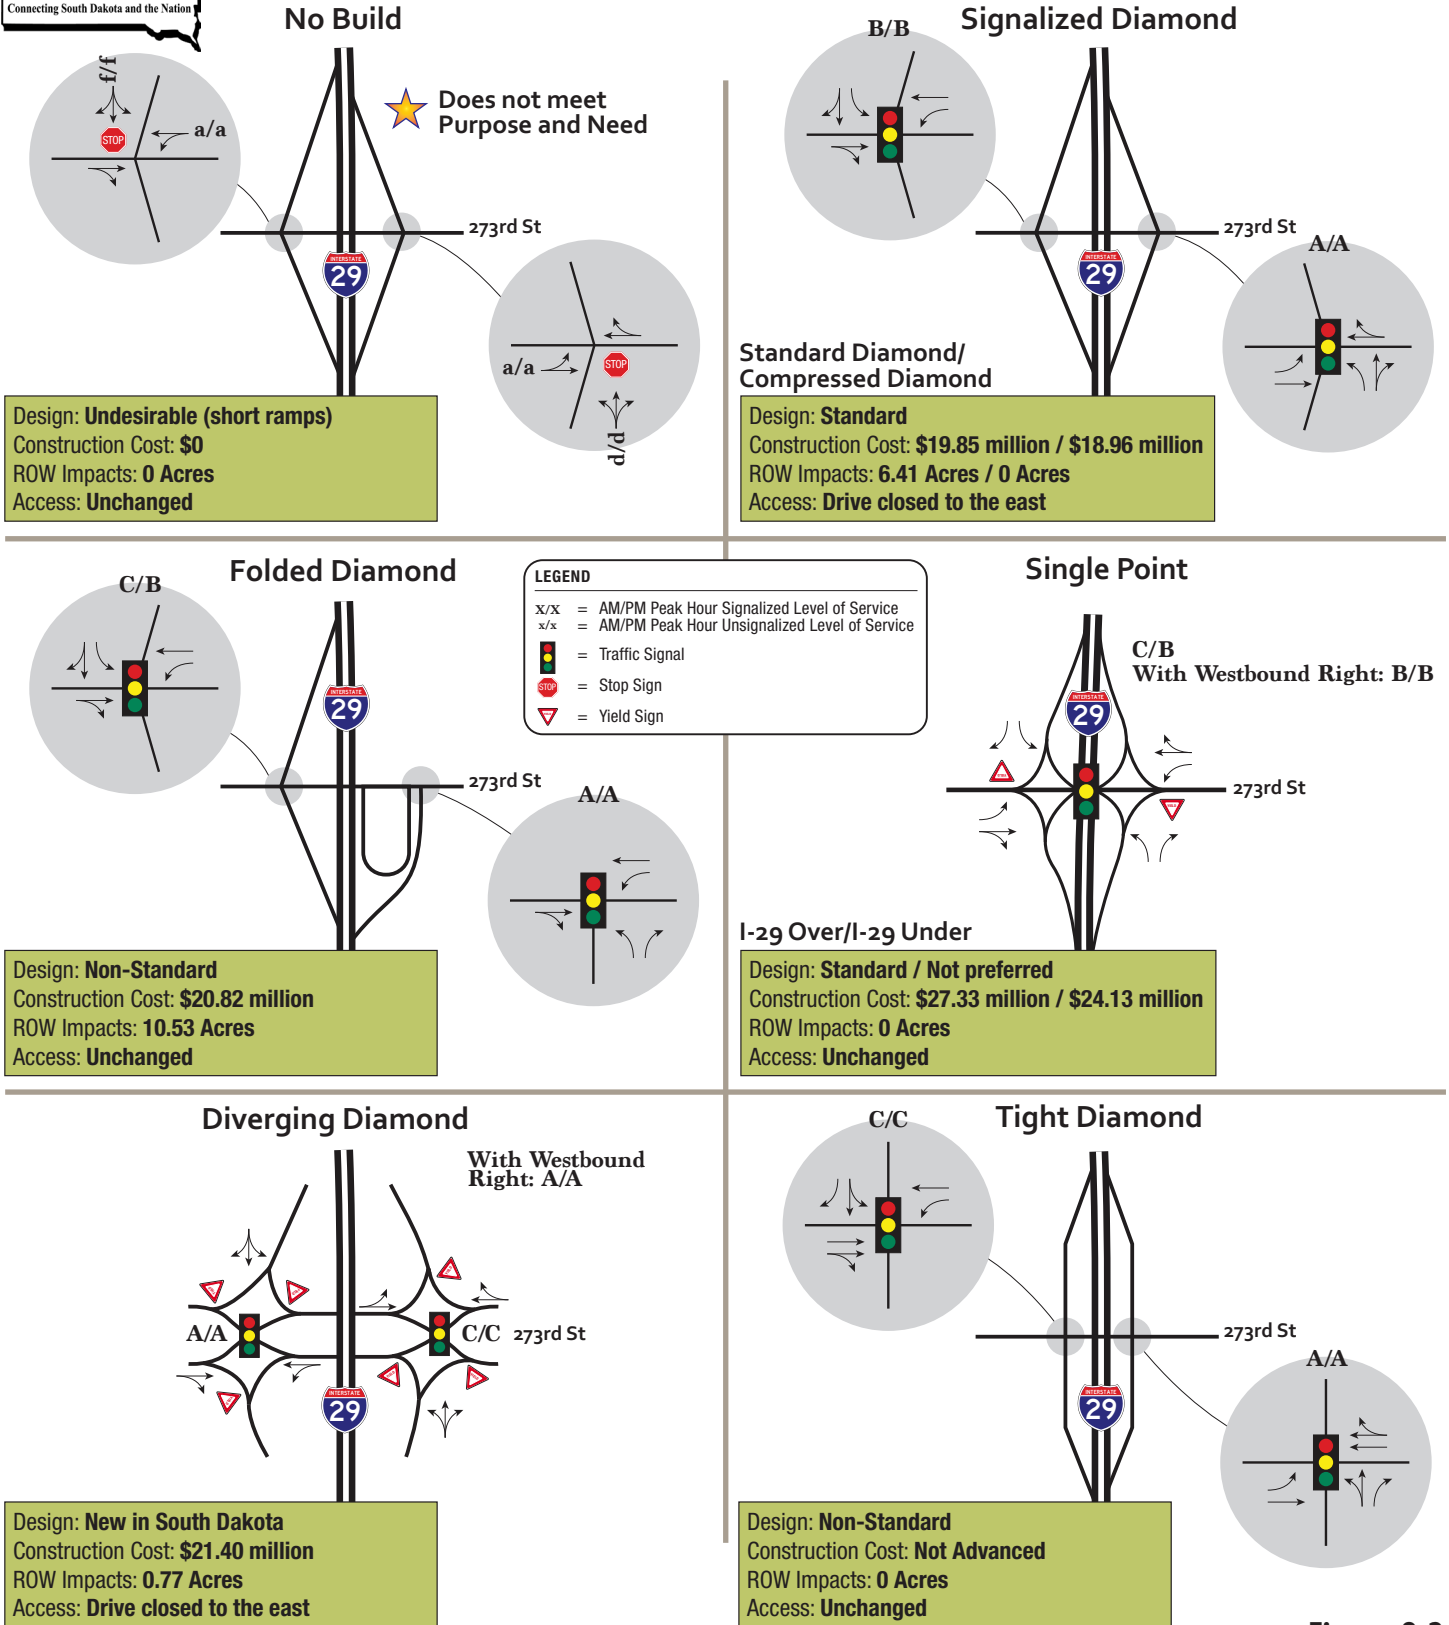 Connecting South Dakota and the Nation
No Build
f/f
STOP
a/a
Does not meet
Purpose and Need
273rd St
INTERSTATE
29
a/a
STOP
d/d
Design: Undesirable (short ramps)
Construction Cost: $0
ROW Impacts: 0 Acres
Access: Unchanged
Signalized Diamond
B/B
273rd St
A/A
INTERSTATE
29
Standard Diamond/
Compressed Diamond
Design: Standard
Construction Cost: $19.85 million / $18.96 million
ROW Impacts: 6.41 Acres / 0 Acres
Access: Drive closed to the east
Folded Diamond
C/B
INTERSTATE
29
273rd St
A/A
Design: Non-Standard
Construction Cost: $20.82 million
ROW Impacts: 10.53 Acres
Access: Unchanged
LEGEND
X/X = AM/PM Peak Hour Signalized Level of Service
x/x = AM/PM Peak Hour Unsignalized Level of Service
= Traffic Signal
STOP = Stop Sign
= Yield Sign
Single Point
C/B
With Westbound Right: B/B
INTERSTATE
29
273rd St
I-29 Over/I-29 Under
Design: Standard / Not preferred
Construction Cost: $27.33 million / $24.13 million
ROW Impacts: 0 Acres
Access: Unchanged
Diverging Diamond
With Westbound
Right: A/A
A/A
C/C
273rd St
INTERSTATE
29
Design: New in South Dakota
Construction Cost: $21.40 million
ROW Impacts: 0.77 Acres
Access: Drive closed to the east
Tight Diamond
C/C
273rd St
A/A
INTERSTATE
29
Design: Non-Standard
Construction Cost: Not Advanced
ROW Impacts: 0 Acres
Access: Unchanged